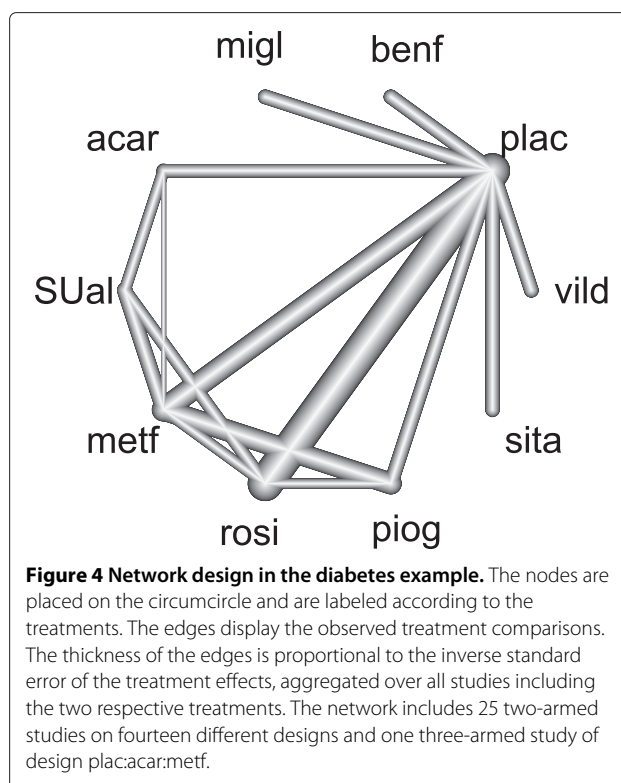 migl benf
acar plac
SUal vild
metf sita
rosi piog
Figure 4 Network design in the diabetes example. The nodes are
placed on the circumcircle and are labeled according to the
treatments. The edges display the observed treatment comparisons.
The thickness of the edges is proportional to the inverse standard
error of the treatment effects, aggregated over all studies including
the two respective treatments. The network includes 25 two-armed
studies on fourteen different designs and one three-armed study of
design plac:acar:metf.